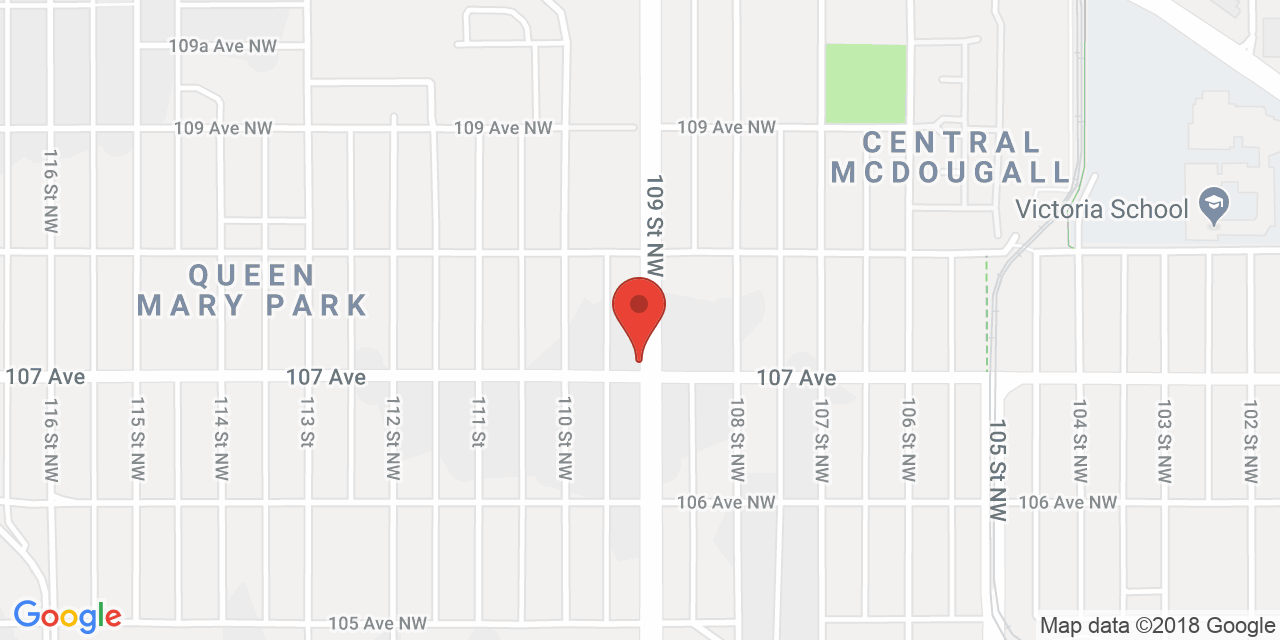 109a Ave NW
109 Ave NW
109 Ave NW
109 Ave NW
CENTRAL
MCDOUGALL
116 St NW
109 St NW
Victoria School
QUEEN
MARY PARK
107 Ave
107 Ave
107 Ave
116 St NW
115 St NW
114 St NW
113 St
112 St NW
111 St
110 St NW
108 St NW
107 St NW
106 St NW
105 St NW
104 St NW
103 St NW
102 St NW
106 Ave NW
106 Ave NW
105 Ave NW
Google
Map data ©2018 Google